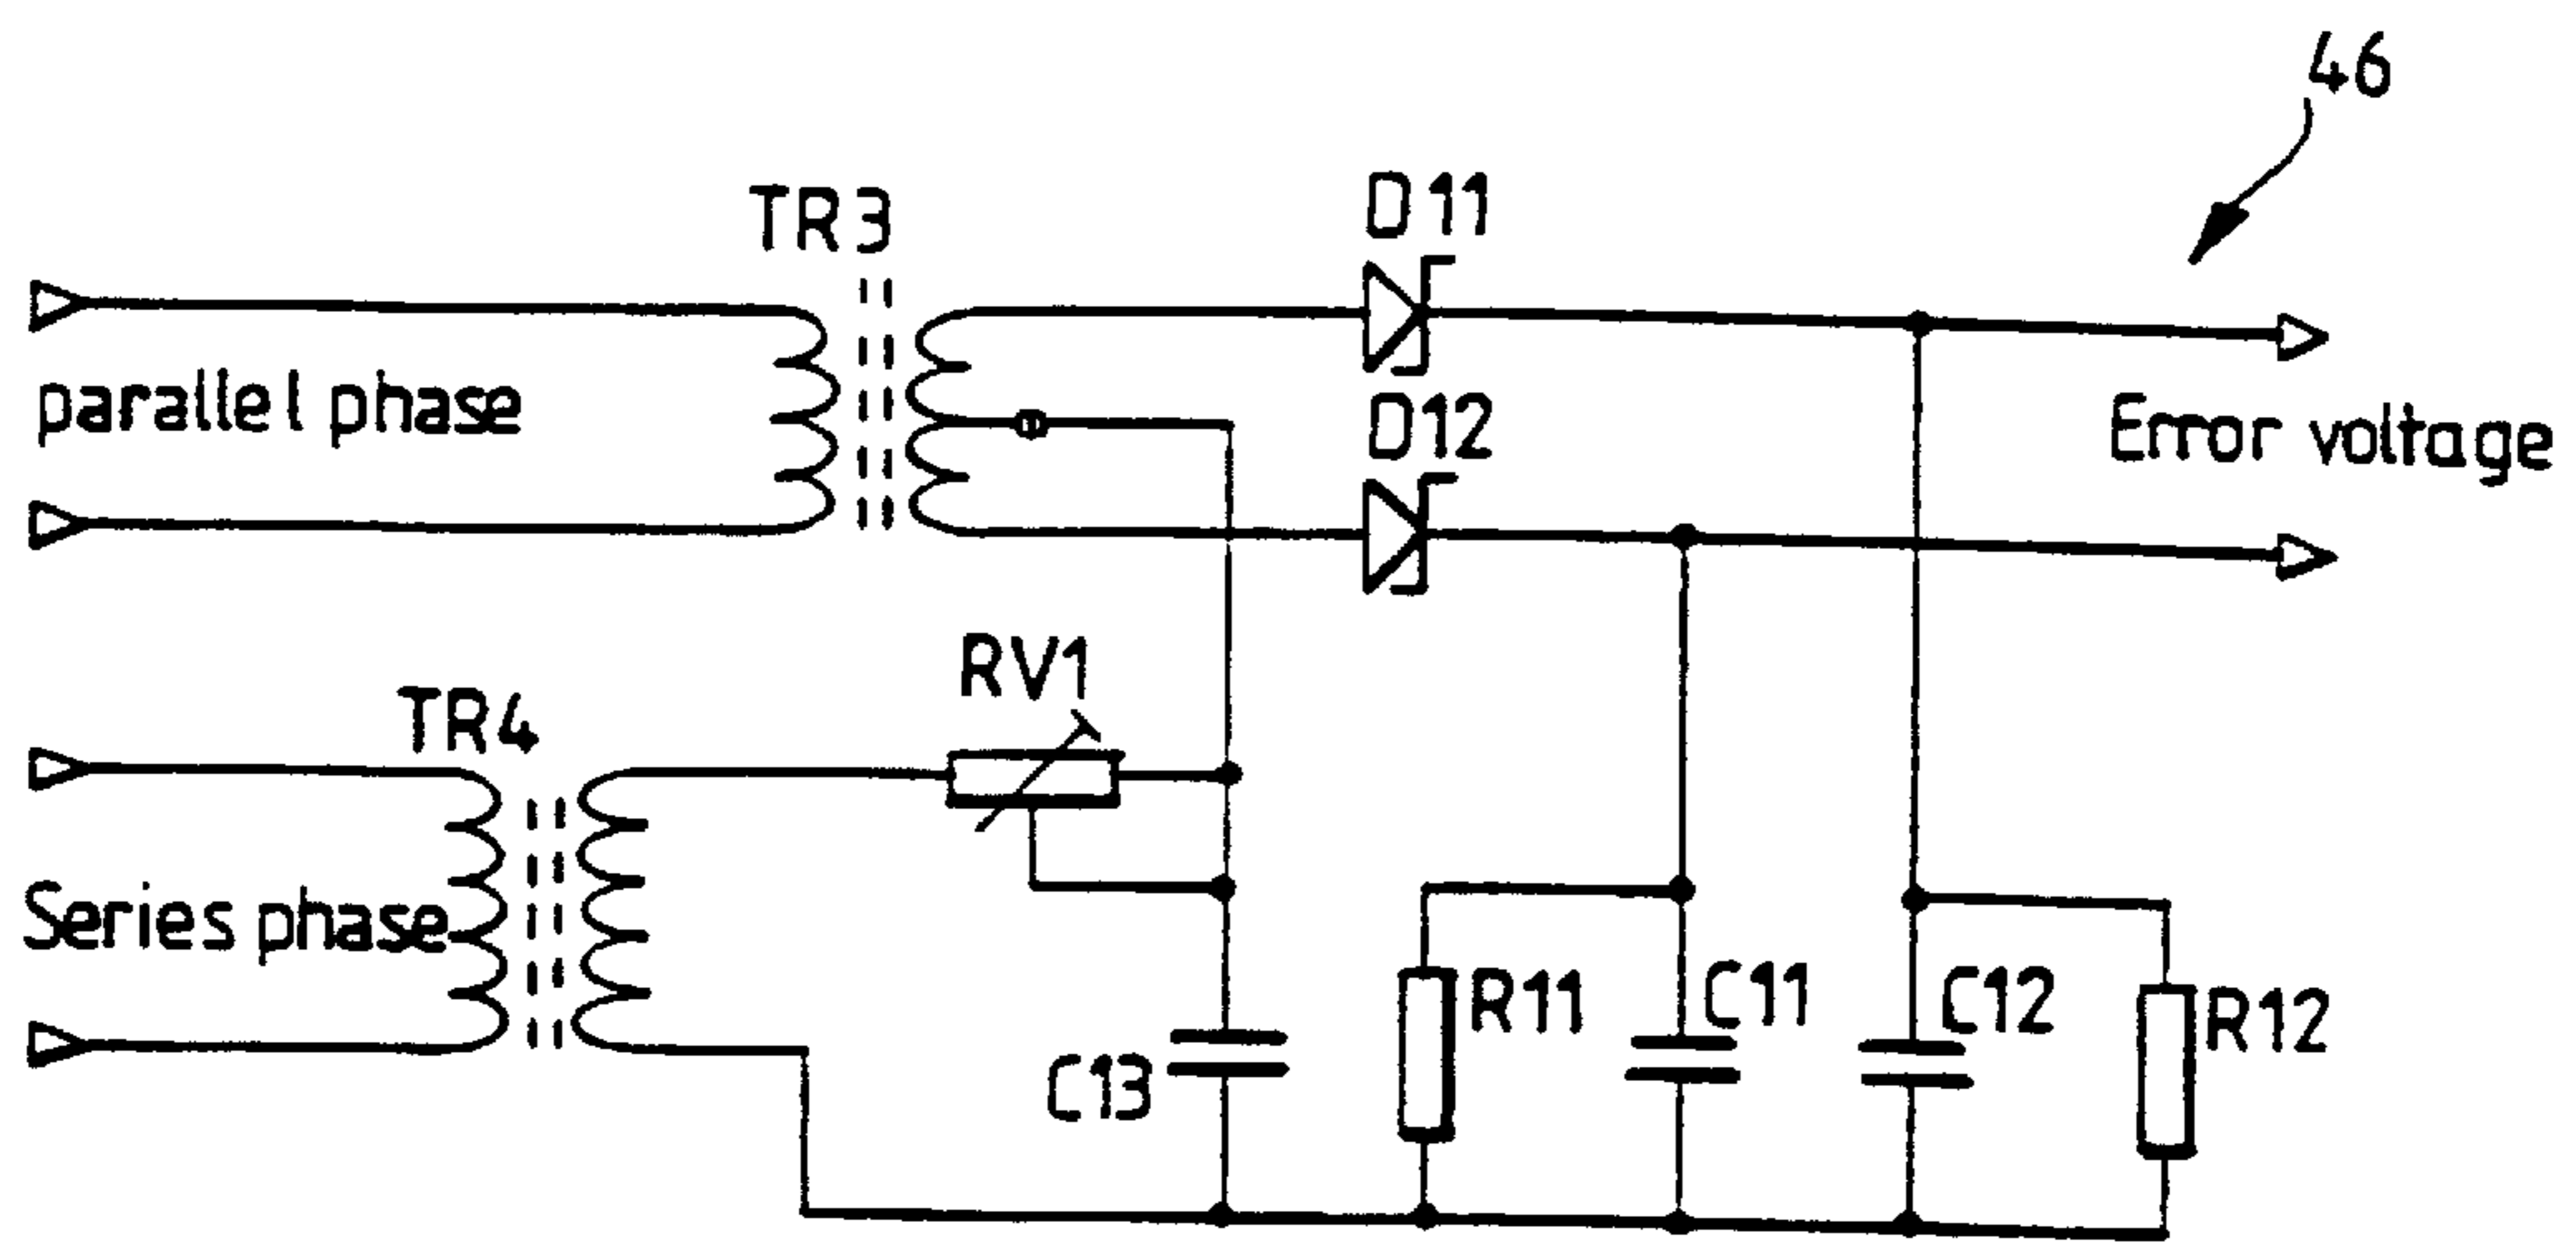 46
TR3
D11
parallel phase
D12
Error voltage
RV1
TR4
Series phase
R11
C11
C12
R12
C13